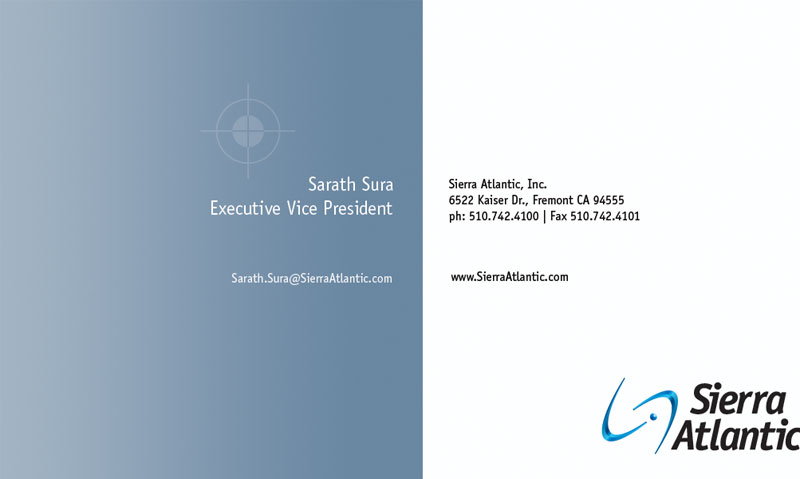 Sarath Sura
Executive Vice President
Sarath.Sura@SierraAtlantic.com
Sierra Atlantic, Inc.
6522 Kaiser Dr., Fremont CA 94555
ph: 510.742.4100 | Fax 510.742.4101
www.SierraAtlantic.com
Sierra
Atlantic